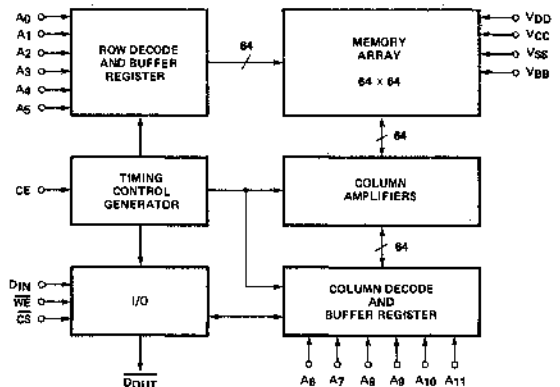 A0
A1
A2
A3
A4
A5
ROW DECODE
AND BUFFER
REGISTER
64
MEMORY
ARRAY
64 × 64
VDD
VCC
VSS
VBB
64
CE
TIMING
CONTROL
GENERATOR
COLUMN
AMPLIFIERS
64
DIN
WE
CS
I/O
COLUMN DECODE
AND
BUFFER REGISTER
DOUT
A6 A7 A8 A9 A10 A11